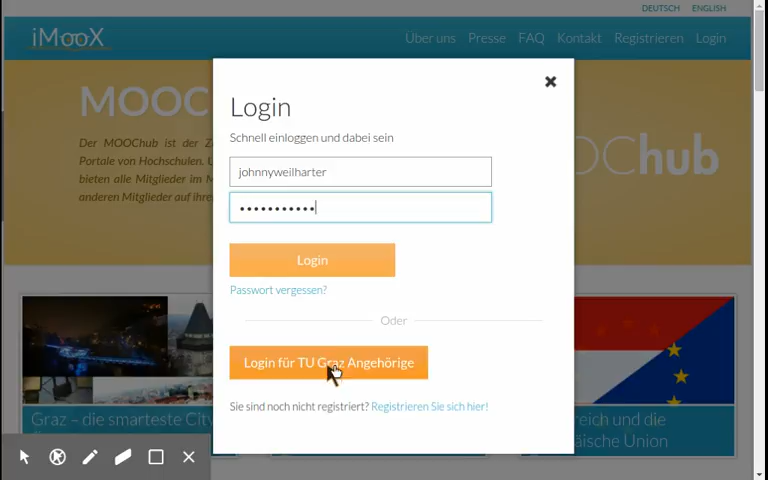 DEUTSCH ENGLISH
iMooX
Über uns Presse FAQ Kontakt Registrieren Login
MOOC
Der MOOChub ist der
Portale von Hochschulen.
bieten alle Mitglieder im
anderen Mitglieder auf
OChub
Login
Schnell einloggen und dabei sein
johnnyweilharter
•••••••••••
Login
Passwort vergessen?
Oder
Login für TU Graz Angehörige
Sie sind noch nicht registriert? Registrieren Sie sich hier!
Graz – die smarteste City
reich und die
äische Union